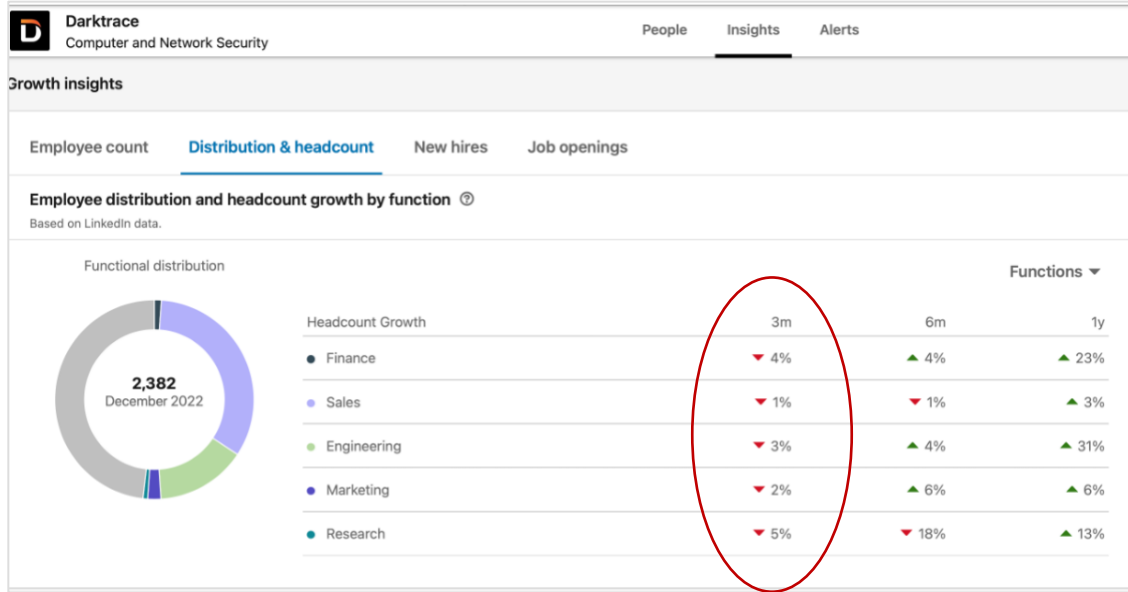 Darktrace
Computer and Network Security
People Insights Alerts
Growth insights
Employee count Distribution & headcount New hires Job openings
Employee distribution and headcount growth by function ?
Based on LinkedIn data.
Functional distribution
Functions ▼
2,382
December 2022
Headcount Growth 3m 6m 1y
Finance ▼ 4% ▲ 4% ▲ 23%
Sales ▼ 1% ▼ 1% ▲ 3%
Engineering ▼ 3% ▲ 4% ▲ 31%
Marketing ▼ 2% ▲ 6% ▲ 6%
Research ▼ 5% ▼ 18% ▲ 13%